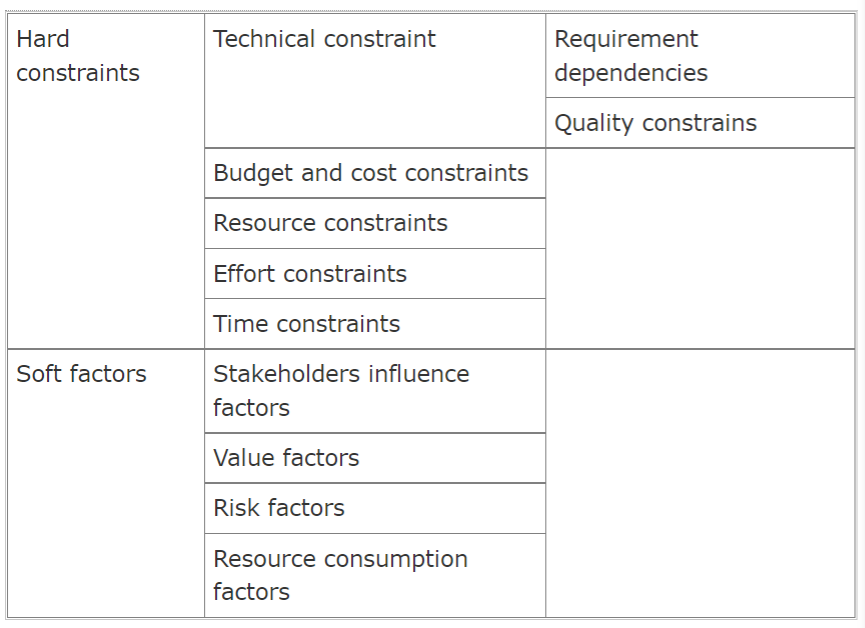 Hard
constraints
Technical constraint
Requirement
dependencies
Quality constrains
Budget and cost constraints
Resource constraints
Effort constraints
Time constraints
Soft factors
Stakeholders influence
factors
Value factors
Risk factors
Resource consumption
factors